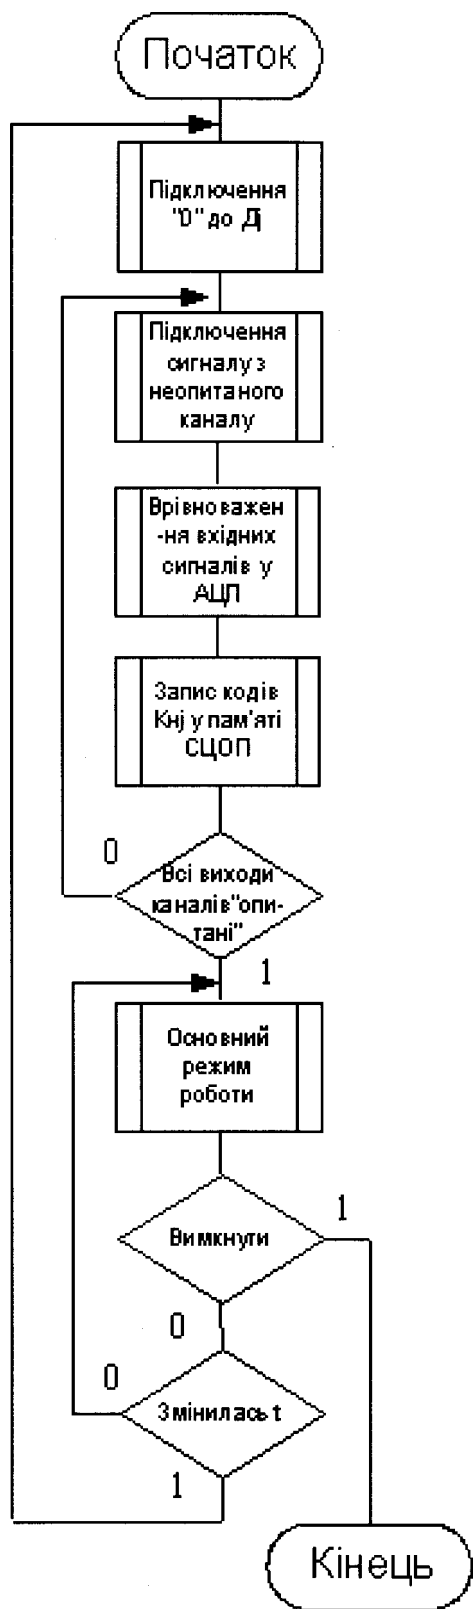 Початок
Підключення
"0" до Дj
Підключення
сигналу з
неопитаного
каналу
Врівноважен
-ня вхідних
сигналів у
АЦП
Запис кодів
Кнj у пам'яті
СЦОП
0
Всі виходи
каналів"опи-
тані"
1
Основний
режим
роботи
1
Вимкнути
0
0
Змінилась t
1
Кінець